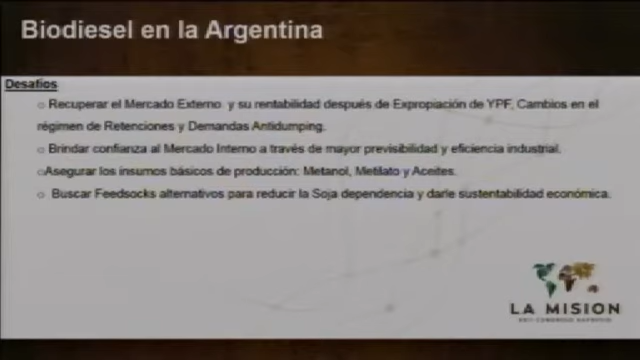 Biodiesel en la Argentina
Desafíos
○ Recuperar el Mercado Externo y su rentabilidad después de Expropiación de YPF, Cambios en el
régimen de Retenciones y Demandas Antidumping.
○ Brindar confianza al Mercado Interno a través de mayor previsibilidad y eficiencia industrial.
○Asegurar los insumos básicos de producción: Metanol, Metilato y Aceites.
○ Buscar Feedsocks alternativos para reducir la Soja dependencia y darle sustentabilidad económica.
LA MISION